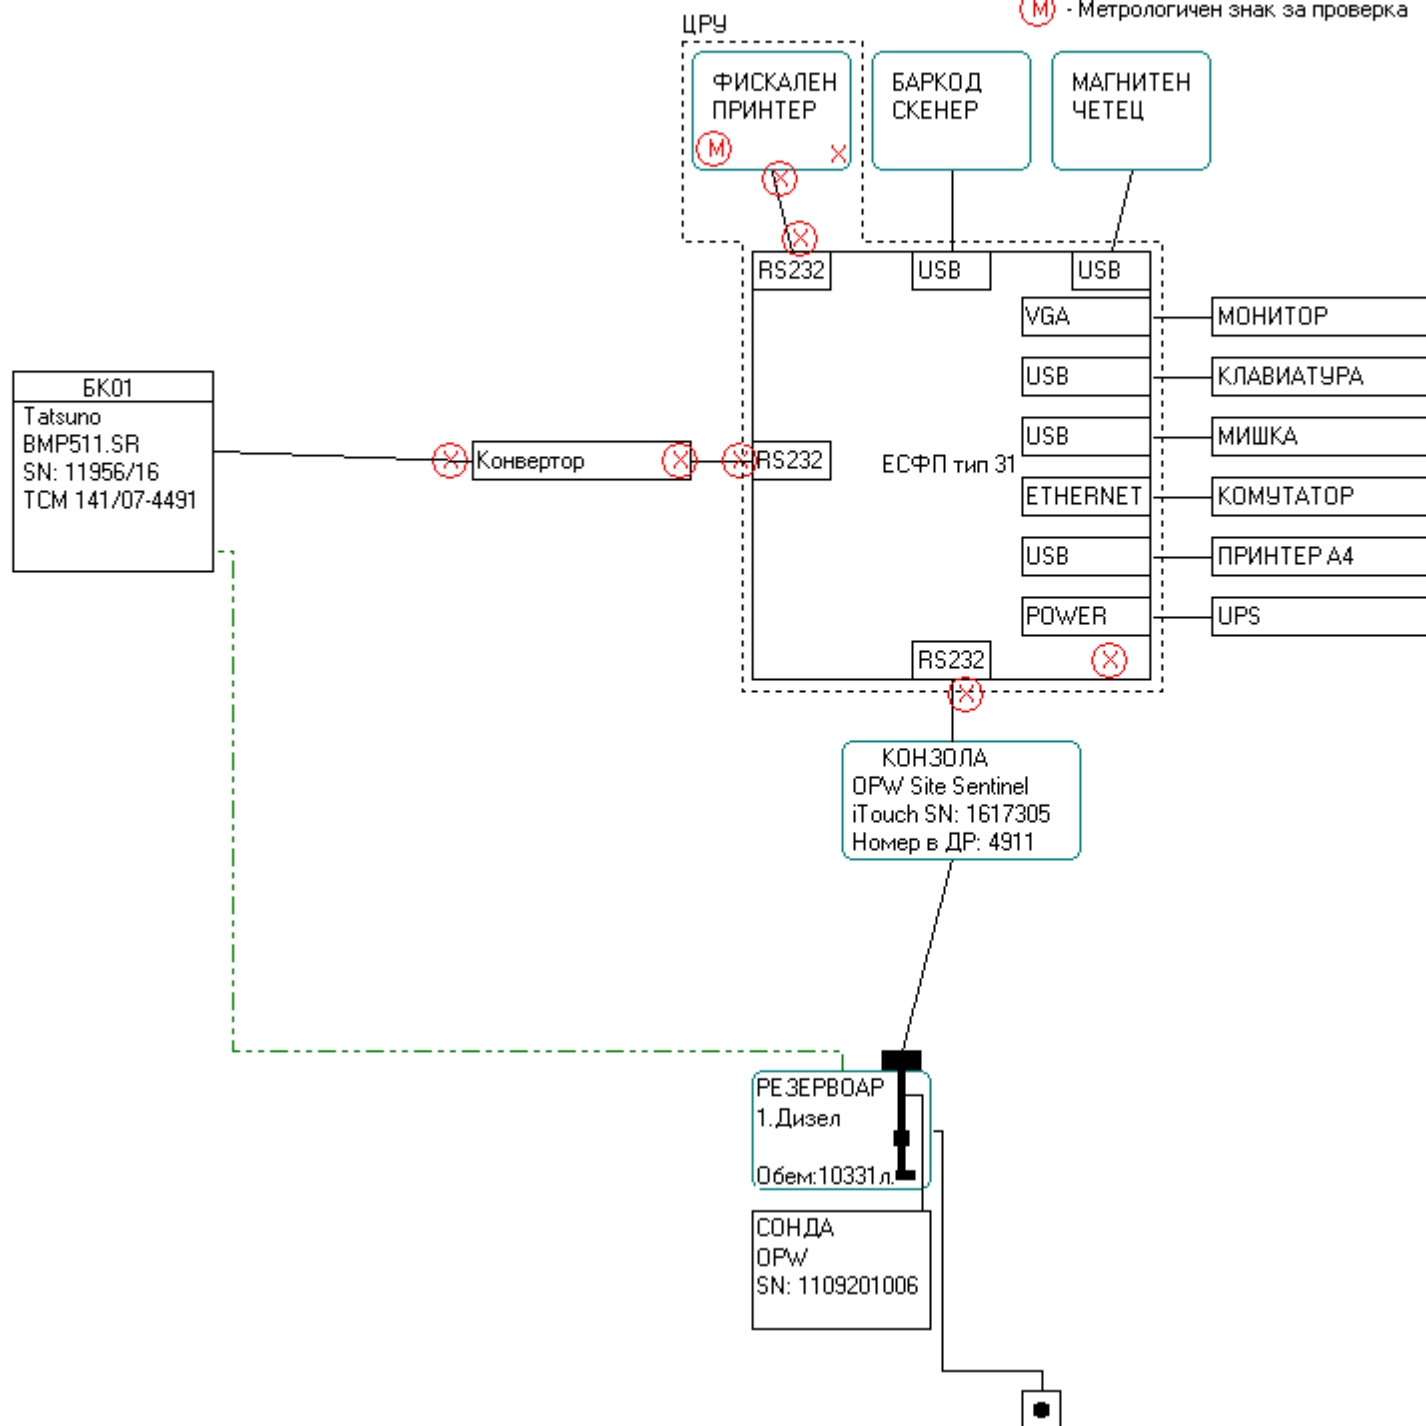 М - Метрологичен знак за проверка
ЦРУ
ФИСКАЛЕН
ПРИНТЕР
М
X
БАРКОД
СКЕНЕР
МАГНИТЕН
ЧЕТЕЦ
X
X
RS232
USB
USB
VGA
МОНИТОР
USB
КЛАВИАТУРА
USB
МИШКА
ETHERNET
КОМУТАТОР
USB
ПРИНТЕР А4
POWER
UPS
БК01
Tatsuno
BMP511.SR
SN: 11956/16
ТСМ 141/07-4491
X
Конвертор
X
X
RS232
ЕСФП тип 31
RS232
X
X
КОНЗОЛА
OPW Site Sentinel
iTouch SN: 1617305
Номер в ДР: 4911
РЕЗЕРВОАР
1.Дизел
Обем:10331л.
СОНДА
OPW
SN: 1109201006